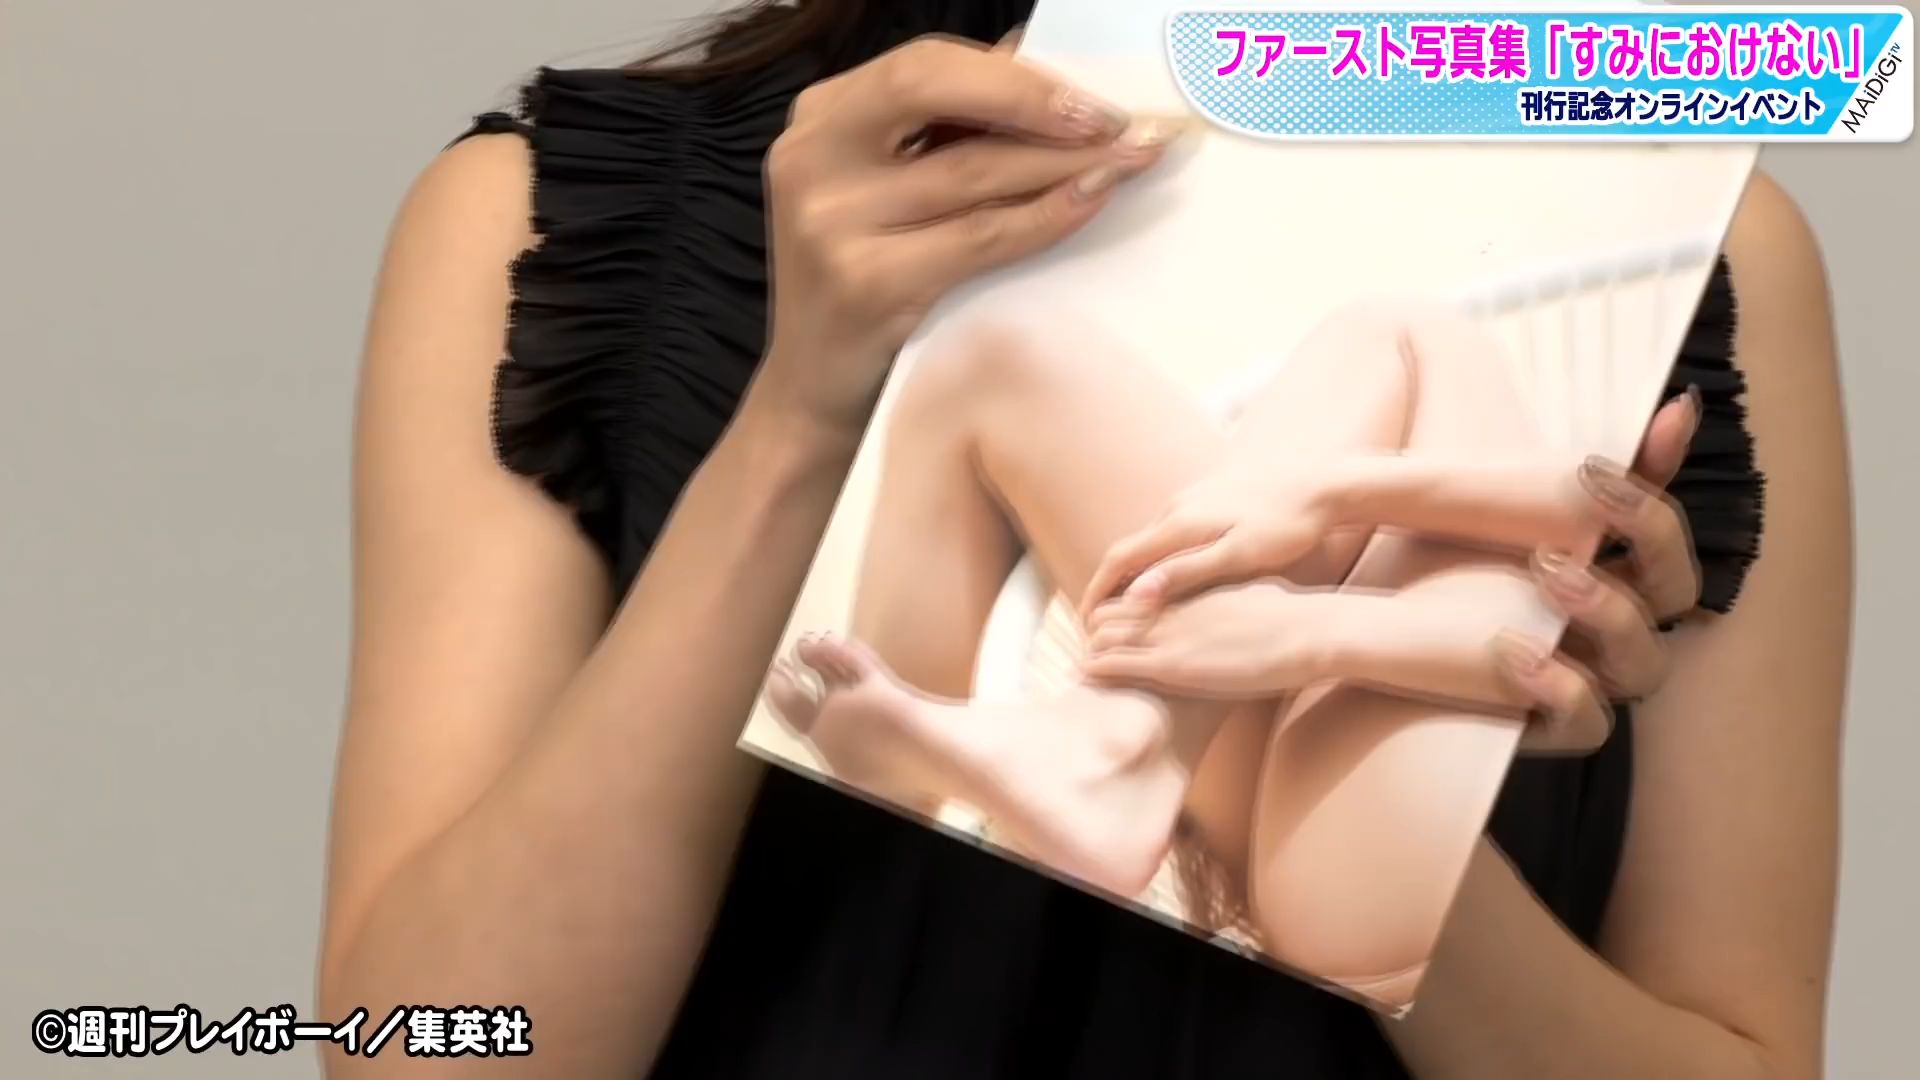 ファースト写真集「すみにおけない」
刊行記念オンラインイベント
MAiDiGiTV
©週刊プレイボーイ／集英社